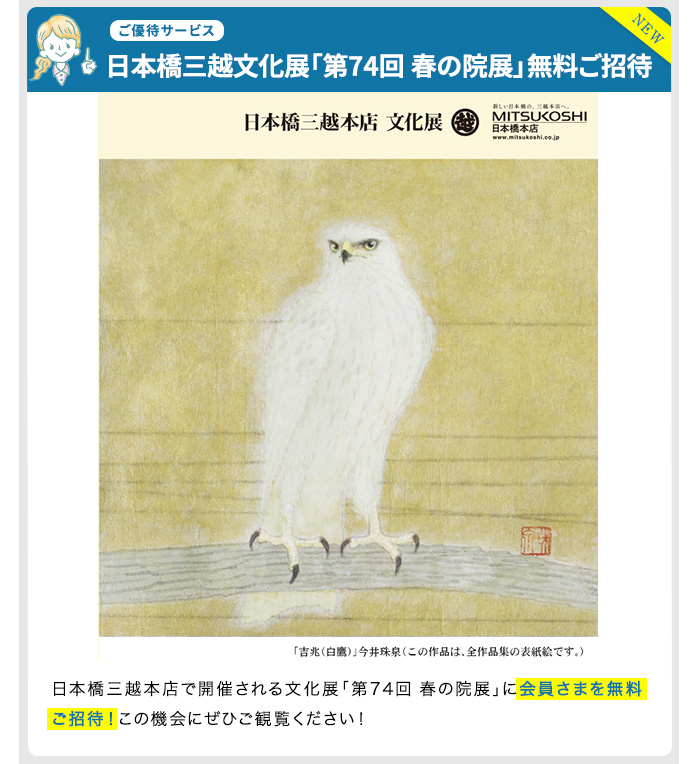 ご優待サービス
NEW
日本橋三越文化展「第74回 春の院展」無料ご招待
日本橋三越本店 文化展
越
新しい日本橋の、三越本店へ。
MITSUKOSHI
日本橋本店
www.mitsukoshi.co.jp
「吉兆（白鷹）」今井珠泉（この作品は、全作品集の表紙絵です。）
日本橋三越本店で開催される文化展「第74回 春の院展」に会員さまを無料
ご招待！この機会にぜひご観覧ください！